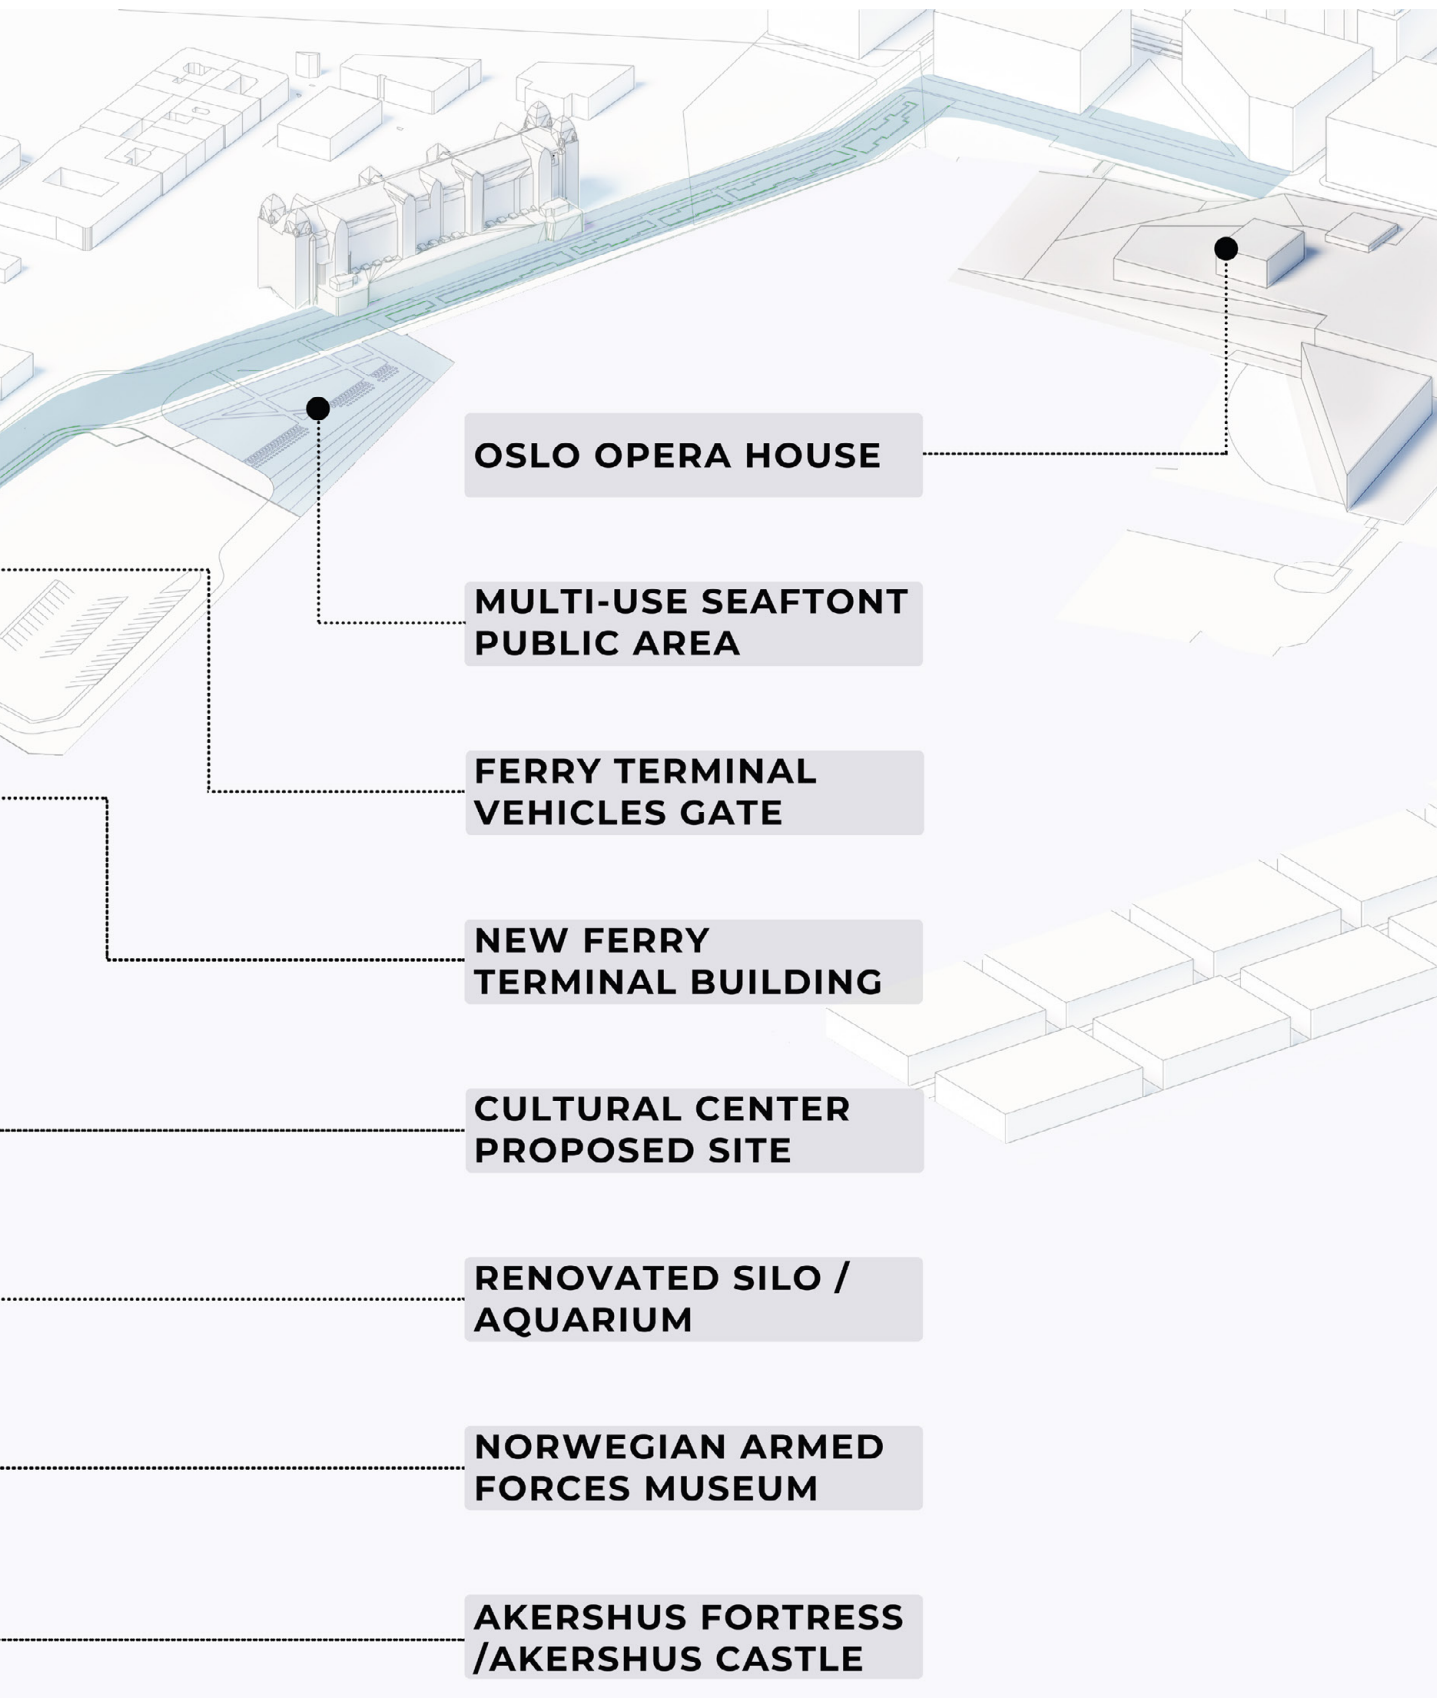 OSLO OPERA HOUSE
MULTI-USE SEAFTONT
PUBLIC AREA
FERRY TERMINAL
VEHICLES GATE
NEW FERRY
TERMINAL BUILDING
CULTURAL CENTER
PROPOSED SITE
RENOVATED SILO /
AQUARIUM
NORWEGIAN ARMED
FORCES MUSEUM
AKERSHUS FORTRESS
/AKERSHUS CASTLE